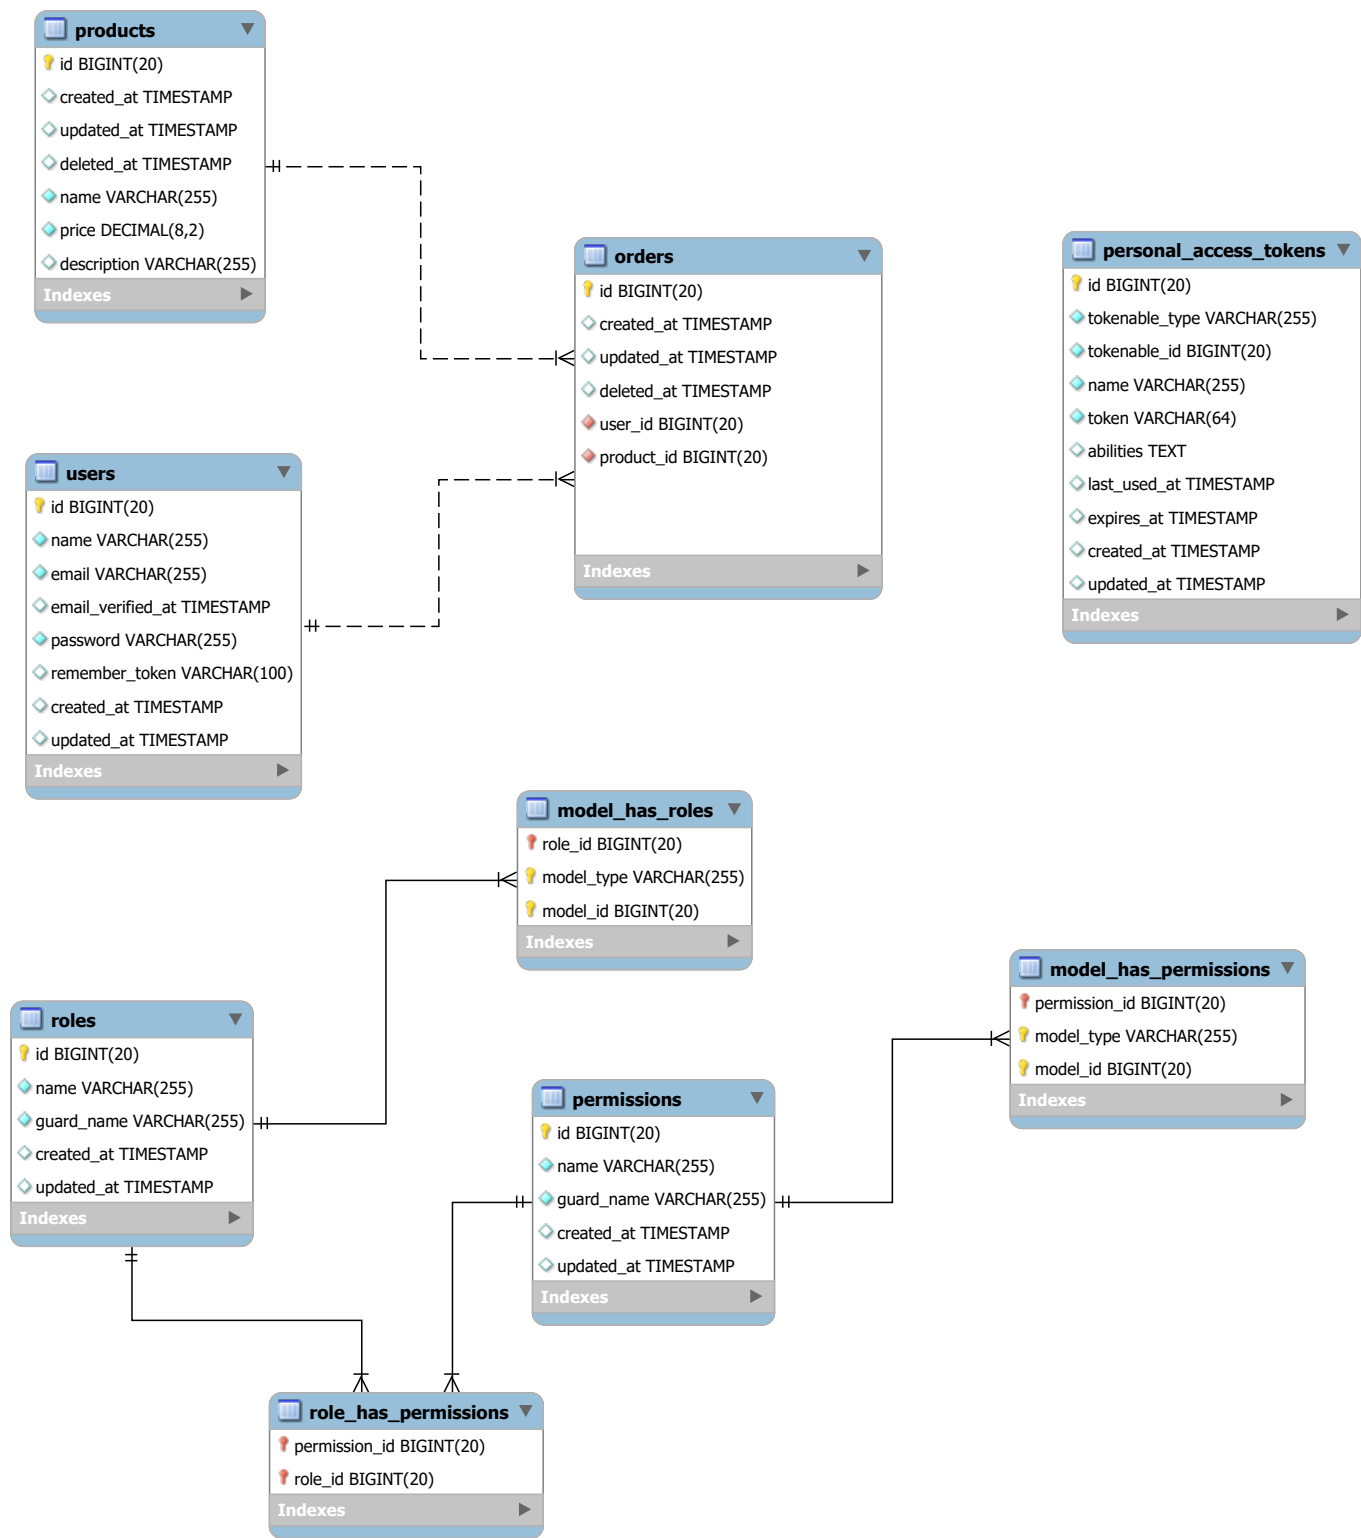 products
id BIGINT(20)
created_at TIMESTAMP
updated_at TIMESTAMP
deleted_at TIMESTAMP
name VARCHAR(255)
price DECIMAL(8,2)
description VARCHAR(255)
Indexes
orders
id BIGINT(20)
created_at TIMESTAMP
updated_at TIMESTAMP
deleted_at TIMESTAMP
user_id BIGINT(20)
product_id BIGINT(20)
Indexes
personal_access_tokens
id BIGINT(20)
tokenable_type VARCHAR(255)
tokenable_id BIGINT(20)
name VARCHAR(255)
token VARCHAR(64)
abilities TEXT
last_used_at TIMESTAMP
expires_at TIMESTAMP
created_at TIMESTAMP
updated_at TIMESTAMP
Indexes
users
id BIGINT(20)
name VARCHAR(255)
email VARCHAR(255)
email_verified_at TIMESTAMP
password VARCHAR(255)
remember_token VARCHAR(100)
created_at TIMESTAMP
updated_at TIMESTAMP
Indexes
model_has_roles
role_id BIGINT(20)
model_type VARCHAR(255)
model_id BIGINT(20)
Indexes
model_has_permissions
permission_id BIGINT(20)
model_type VARCHAR(255)
model_id BIGINT(20)
Indexes
roles
id BIGINT(20)
name VARCHAR(255)
guard_name VARCHAR(255)
created_at TIMESTAMP
updated_at TIMESTAMP
Indexes
permissions
id BIGINT(20)
name VARCHAR(255)
guard_name VARCHAR(255)
created_at TIMESTAMP
updated_at TIMESTAMP
Indexes
role_has_permissions
permission_id BIGINT(20)
role_id BIGINT(20)
Indexes